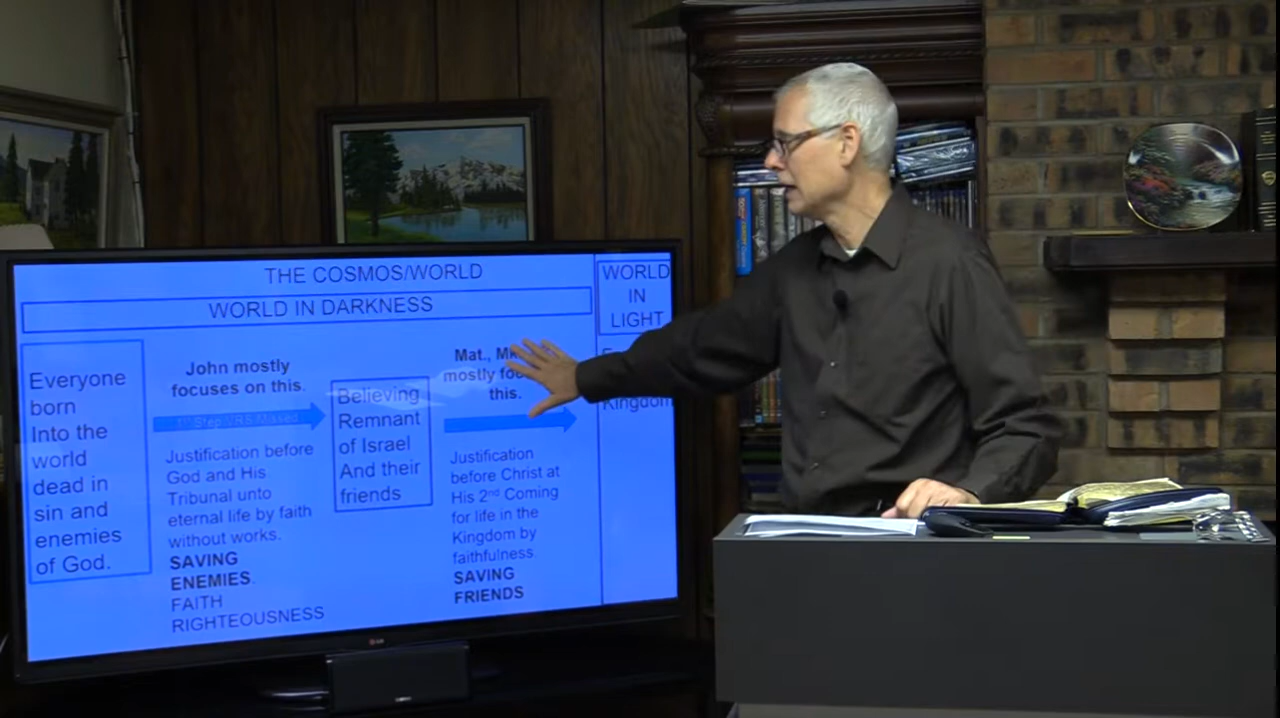 THE COSMOS/WORLD
WORLD IN DARKNESS
WORLD
IN
LIGHT
Everyone
born
Into the
world
dead in
sin and
enemies
of God.
John mostly
focuses on this.
1st Step
Justification before
God and His
Tribunal unto
eternal life by faith
without works.
SAVING
ENEMIES.
FAITH
RIGHTEOUSNESS
Believing
Remnant
of Israel
And their
friends
Mat.,
mostly
this.
Justification
before Christ at
His 2nd Coming
for life in the
Kingdom by
faithfulness.
SAVING
FRIENDS
Kingdom
LG